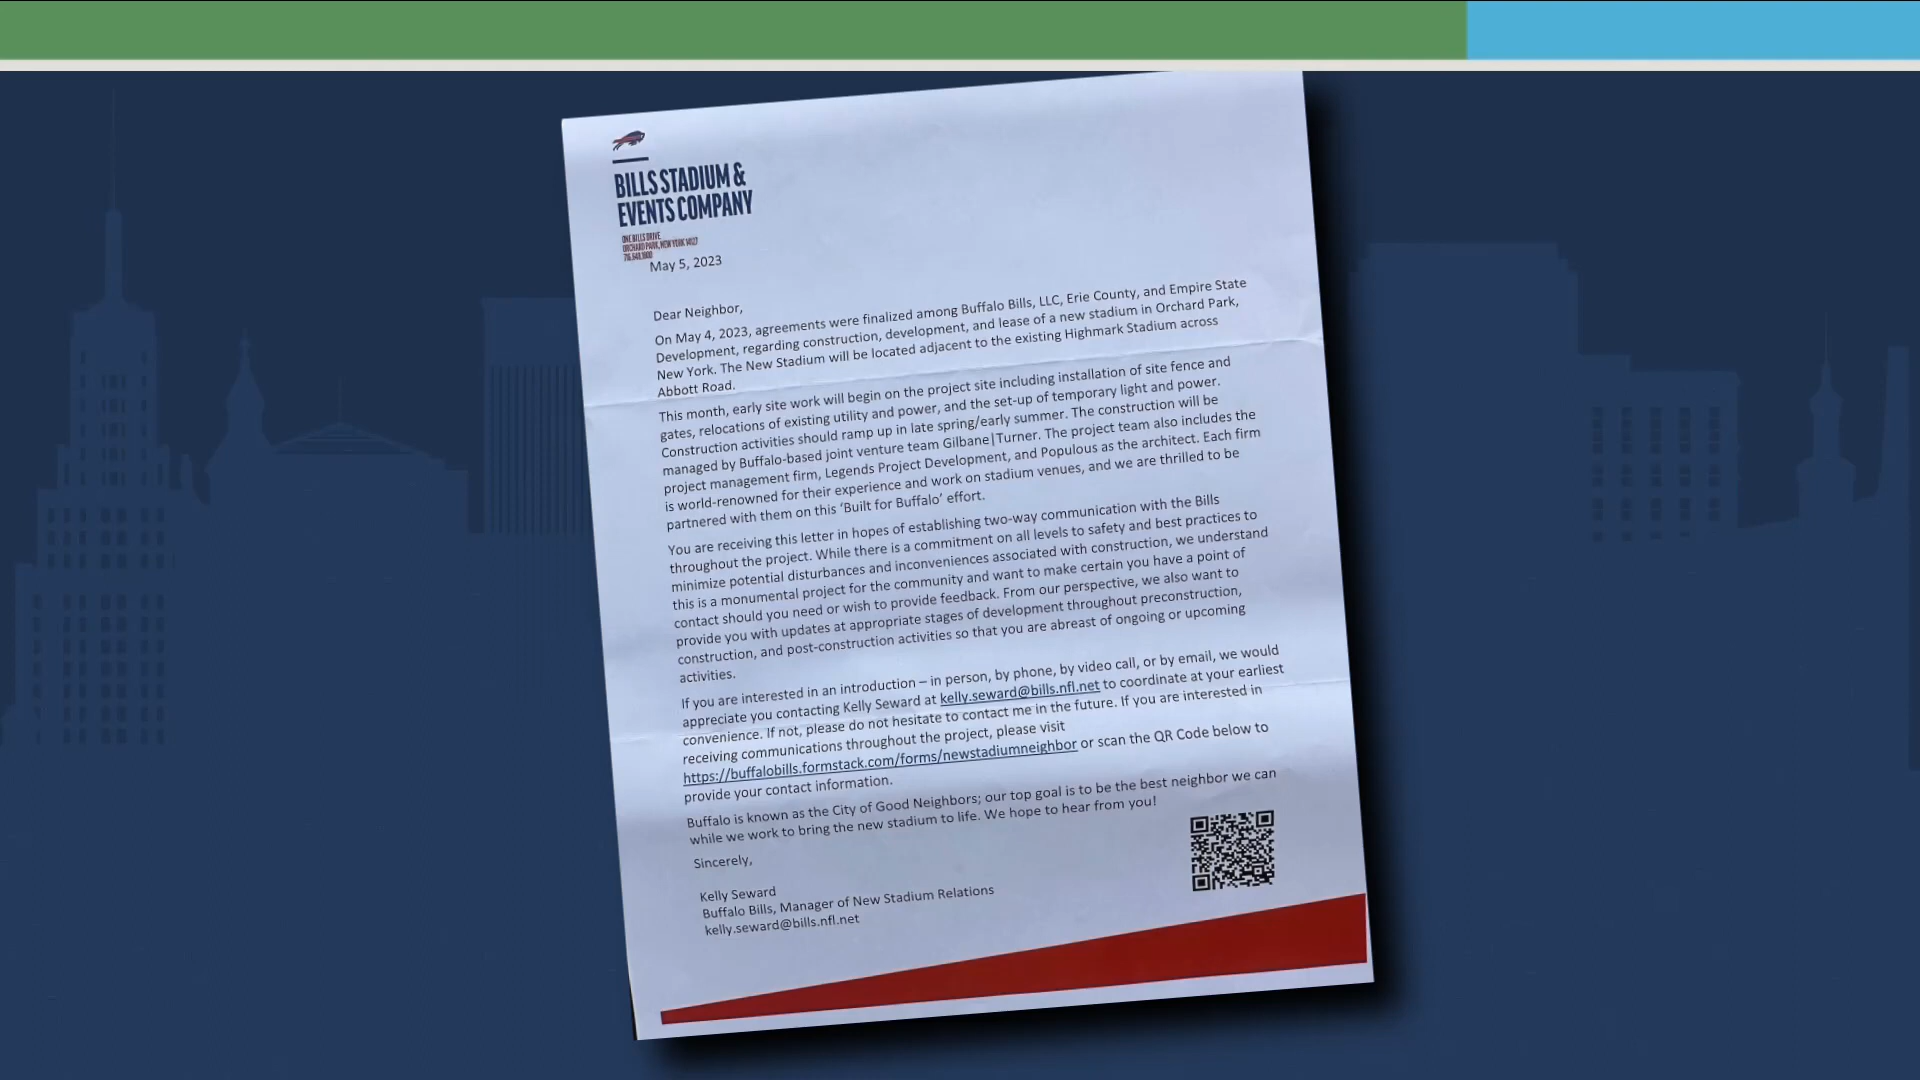 BILLS STADIUM &
EVENTS COMPANY
ONE BILLS DRIVE
ORCHARD PARK, NEW YORK 14127
716.648.1800
May 5, 2023
Dear Neighbor,
On May 4, 2023, agreements were finalized among Buffalo Bills, LLC, Erie County, and Empire State
Development, regarding construction, development, and lease of a new stadium in Orchard Park,
New York. The New Stadium will be located adjacent to the existing Highmark Stadium across
Abbott Road.
This month, early site work will begin on the project site including installation of site fence and
gates, relocations of existing utility and power, and the set-up of temporary light and power.
Construction activities should ramp up in late spring/early summer. The construction will be
managed by Buffalo-based joint venture team Gilbane|Turner. The project team also includes the
project management firm, Legends Project Development, and Populous as the architect. Each firm
is world-renowned for their experience and work on stadium venues, and we are thrilled to be
partnered with them on this ‘Built for Buffalo’ effort.
You are receiving this letter in hopes of establishing two-way communication with the Bills
throughout the project. While there is a commitment on all levels to safety and best practices to
minimize potential disturbances and inconveniences associated with construction, we understand
this is a monumental project for the community and want to make certain you have a point of
contact should you need or wish to provide feedback. From our perspective, we also want to
provide you with updates at appropriate stages of development throughout preconstruction,
construction, and post-construction activities so that you are abreast of ongoing or upcoming
activities.
If you are interested in an introduction – in person, by phone, by video call, or by email, we would
appreciate you contacting Kelly Seward at kelly.seward@bills.nfl.net to coordinate at your earliest
convenience. If not, please do not hesitate to contact me in the future. If you are interested in
receiving communications throughout the project, please visit
https://buffalobills.formstack.com/forms/newstadiumneighbor or scan the QR Code below to
provide your contact information.
Buffalo is known as the City of Good Neighbors; our top goal is to be the best neighbor we can
while we work to bring the new stadium to life. We hope to hear from you!
Sincerely,
Kelly Seward
Buffalo Bills, Manager of New Stadium Relations
kelly.seward@bills.nfl.net